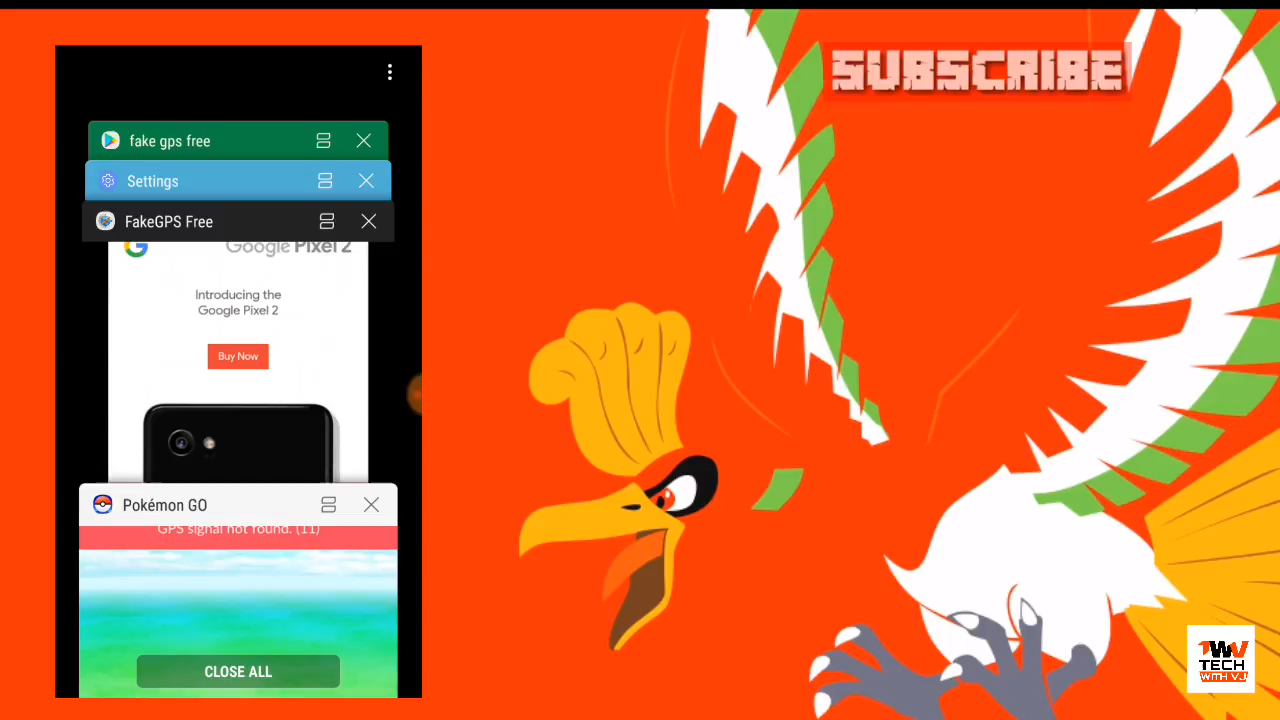 SUBSCRIBE
fake gps free
Settings
FakeGPS Free
Google Pixel 2
Introducing the
Google Pixel 2
Buy Now
Pokémon GO
GPS signal not found. (11)
CLOSE ALL
TECH
WITH VJ